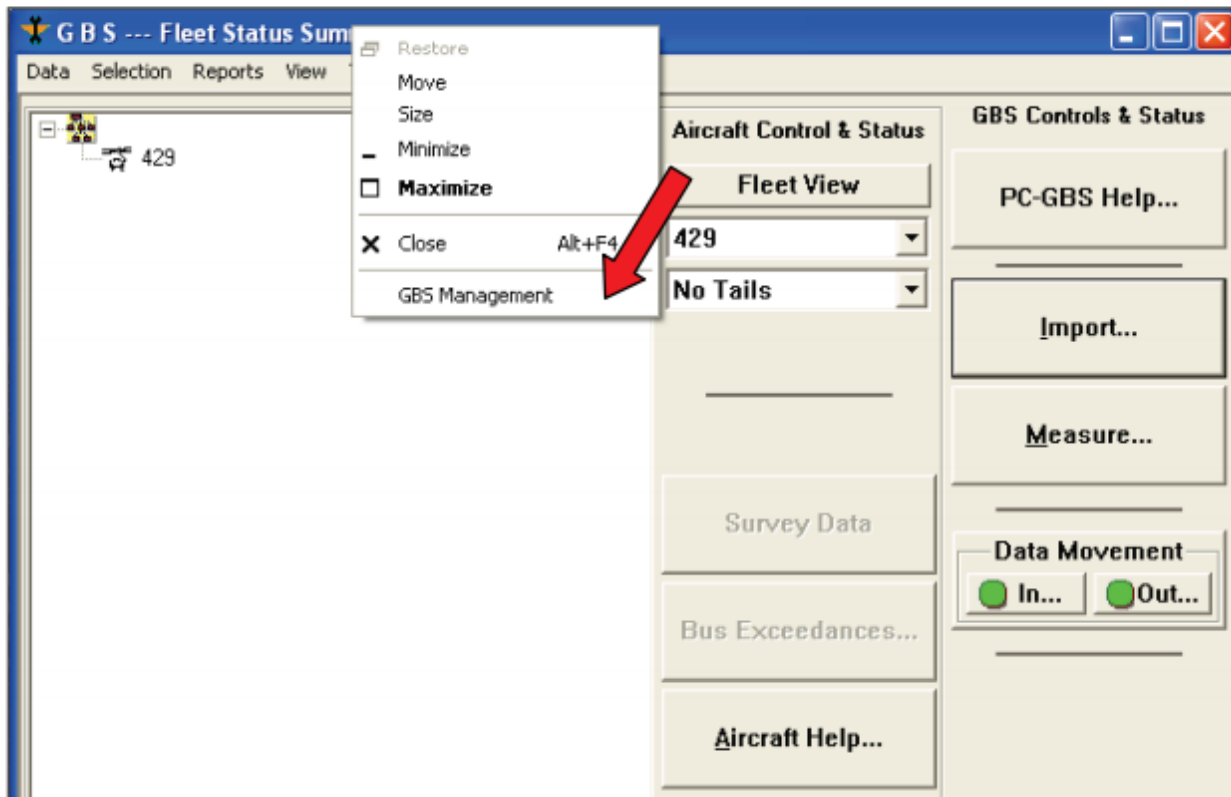 G B S --- Fleet Status Sum
Data Selection Reports View
Restore
Move
Size
Minimize
Maximize
Close Alt+F4
GBS Management
429
Aircraft Control & Status
Fleet View
429
No Tails
Survey Data
Bus Exceedances...
Aircraft Help...
GBS Controls & Status
PC-GBS Help...
Import...
Measure...
Data Movement
In... Out...